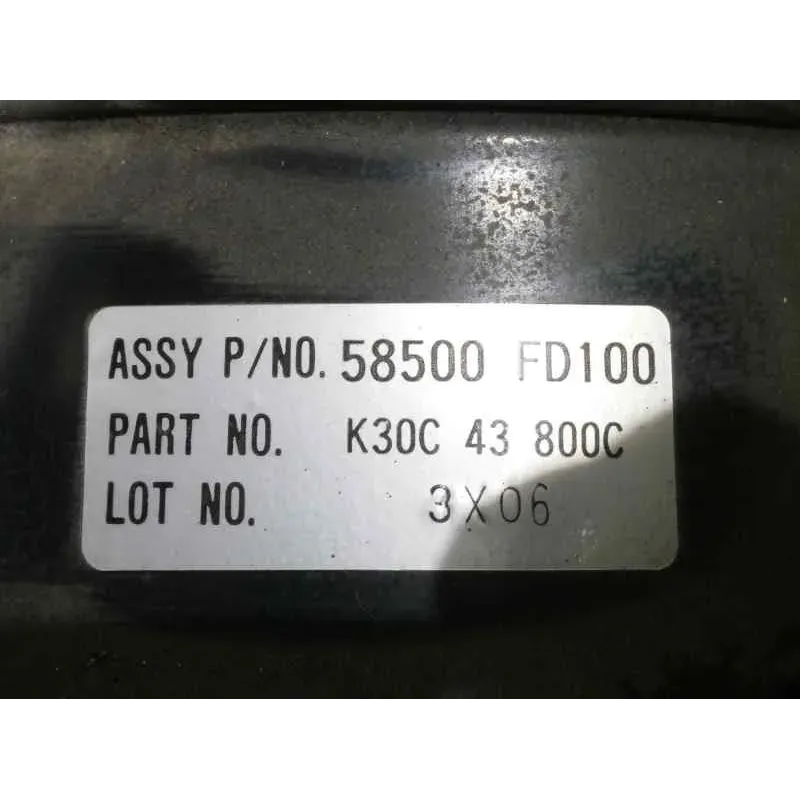 ASSY P/NO. 58500 FD100
PART NO. K30C 43 800C
LOT NO. 3X06